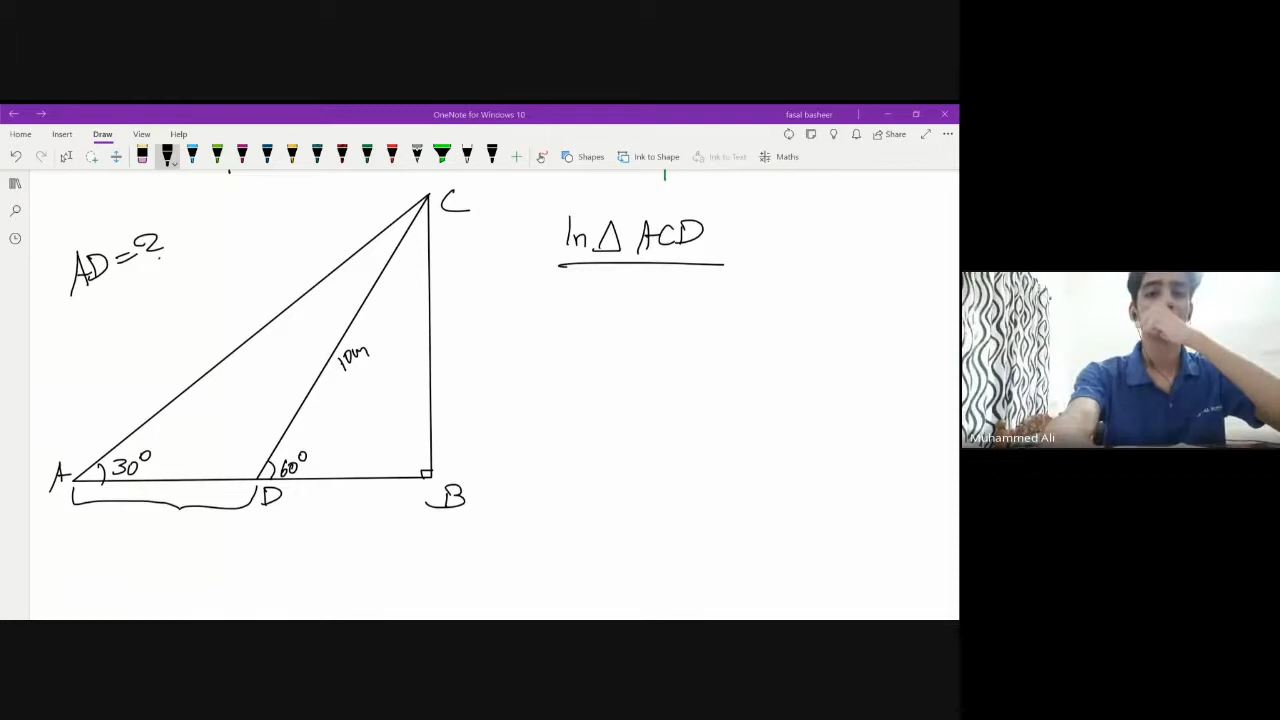 OneNote for Windows 10
fasal basheer
Home Insert Draw View Help
Share
Shapes Ink to Shape Ink to Text Maths
C
In △ ACD
AD=?
10cm
A 30° 60°
D B
Muhammed Ali